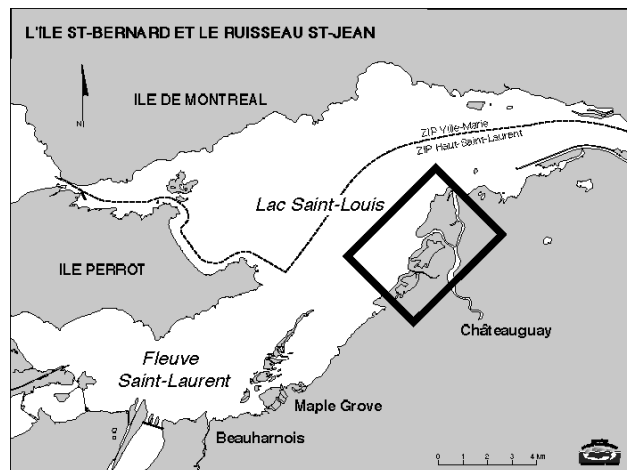 L'ÎLE ST-BERNARD ET LE RUISSEAU ST-JEAN
ILE DE MONTREAL
N
ZIP Ville-Marie
ZIP Haut-Saint-Laurent
Lac Saint-Louis
ILE PERROT
Châteauguay
Fleuve
Saint-Laurent
Maple Grove
Beauharnois
0 1 2 3 4 km